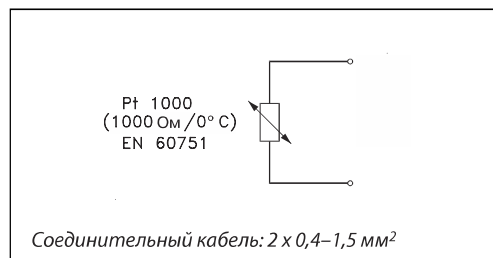 Pt 1000
(1000 Ом /0° C)
EN 60751
Соединительный кабель: 2 x 0,4–1,5 мм²